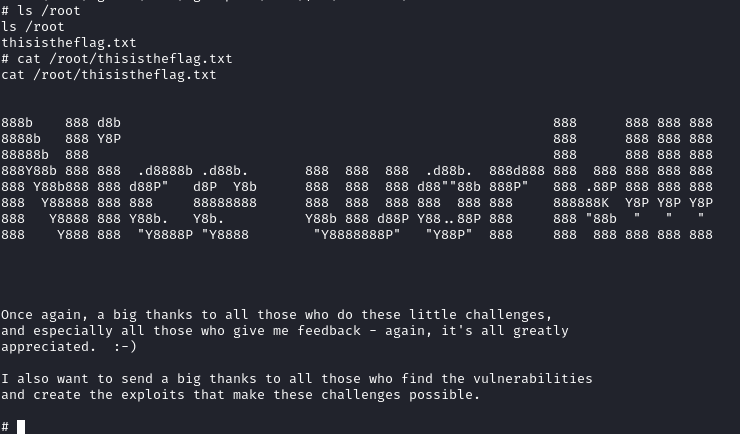 # ls /root
ls /root
thisistheflag.txt
# cat /root/thisistheflag.txt
cat /root/thisistheflag.txt
888b    888 d8b                                                      888      888 888 888
8888b   888 Y8P                                                      888      888 888 888
88888b  888                                                          888      888 888 888
888Y88b 888 888  .d8888b .d88b.       888  888  888  .d88b.  888d888 888  888 888 888 888
888 Y88b888 888 d88P"   d8P  Y8b      888  888  888 d88""88b 888P"   888 .88P 888 888 888
888  Y88888 888 888     88888888      888  888  888 888  888 888     888888K  Y8P Y8P Y8P
888   Y8888 888 Y88b.   Y8b.          Y88b 888 d88P Y88..88P 888     888 "88b  "   "   "
888    Y888 888  "Y8888P "Y8888        "Y8888888P"   "Y88P"  888     888  888 888 888 888
Once again, a big thanks to all those who do these little challenges,
and especially all those who give me feedback - again, it's all greatly
appreciated.  :-)
I also want to send a big thanks to all those who find the vulnerabilities
and create the exploits that make these challenges possible.
#